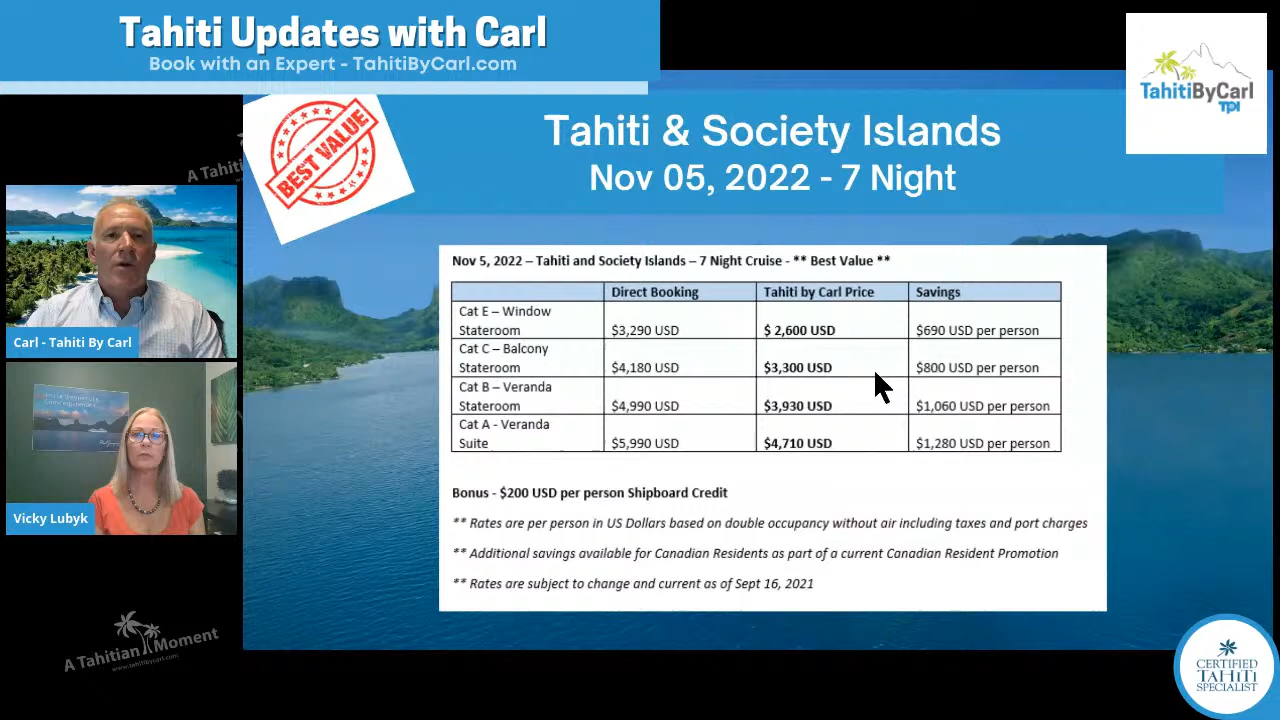 Tahiti Updates with Carl
Book with an Expert - TahitiByCarl.com
TahitiByCarl
TPI
BEST VALUE
A Tahiti
Tahiti & Society Islands
Nov 05, 2022 - 7 Night
Carl - Tahiti By Carl
Vicky Lubyk
Nov 5, 2022 – Tahiti and Society Islands – 7 Night Cruise - ** Best Value **
Direct Booking Tahiti by Carl Price Savings
Cat E – Window
Stateroom $3,290 USD $ 2,600 USD $690 USD per person
Cat C – Balcony
Stateroom $4,180 USD $3,300 USD $800 USD per person
Cat B – Veranda
Stateroom $4,990 USD $3,930 USD $1,060 USD per person
Cat A - Veranda
Suite $5,990 USD $4,710 USD $1,280 USD per person
Bonus - $200 USD per person Shipboard Credit
** Rates are per person in US Dollars based on double occupancy without air including taxes and port charges
** Additional savings available for Canadian Residents as part of a current Canadian Resident Promotion
** Rates are subject to change and current as of Sept 16, 2021
A Tahitian Moment
www.tahitibycarl.com
CERTIFIED
TAHITI
SPECIALIST